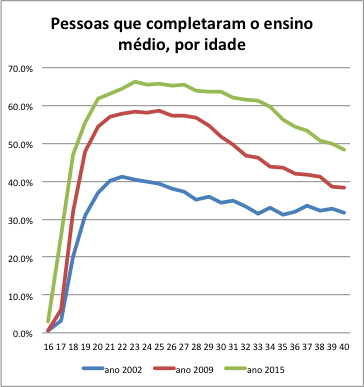 Pessoas que completaram o ensino
médio, por idade
70.0%
60.0%
50.0%
40.0%
30.0%
20.0%
10.0%
0.0%
16 17 18 19 20 21 22 23 24 25 26 27 28 29 30 31 32 33 34 35 36 37 38 39 40
ano 2002 ano 2009 ano 2015